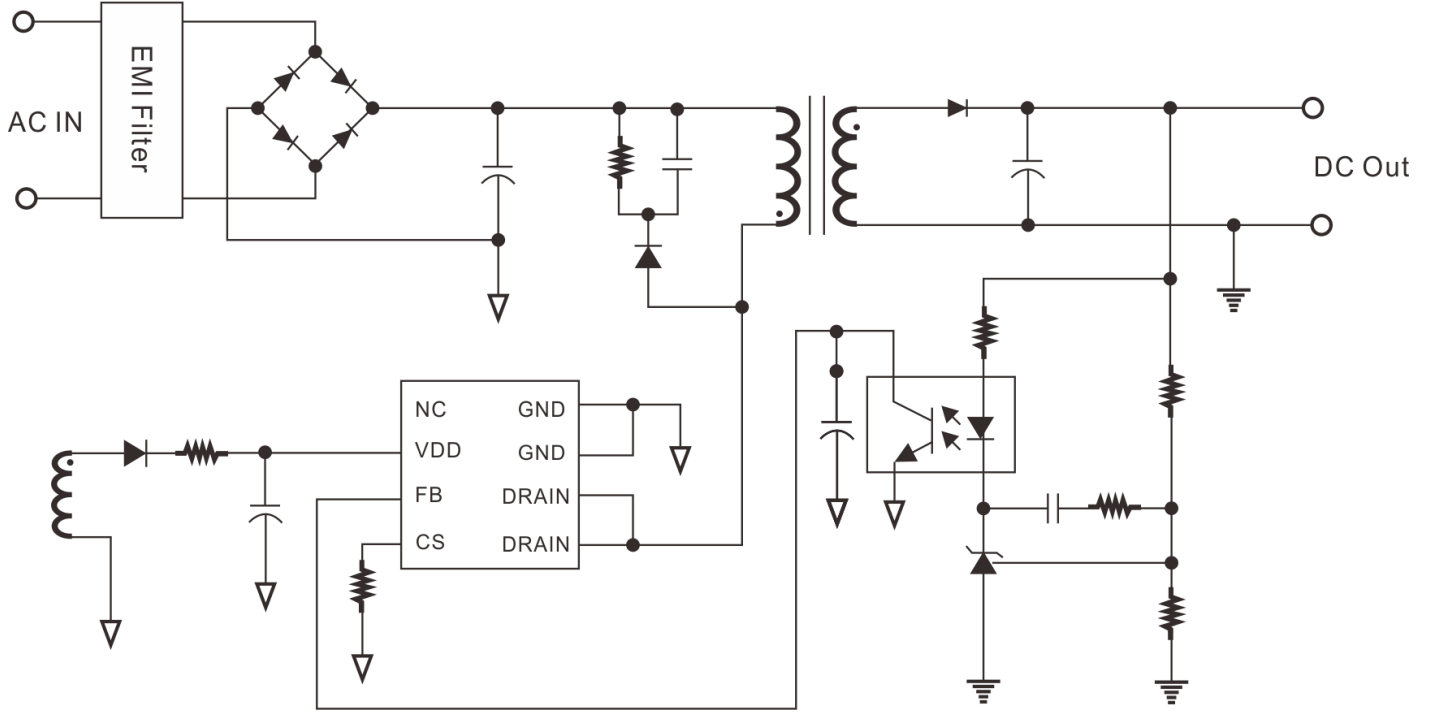 EMI Filter
AC IN
DC Out
NC
GND
VDD
GND
FB
DRAIN
CS
DRAIN